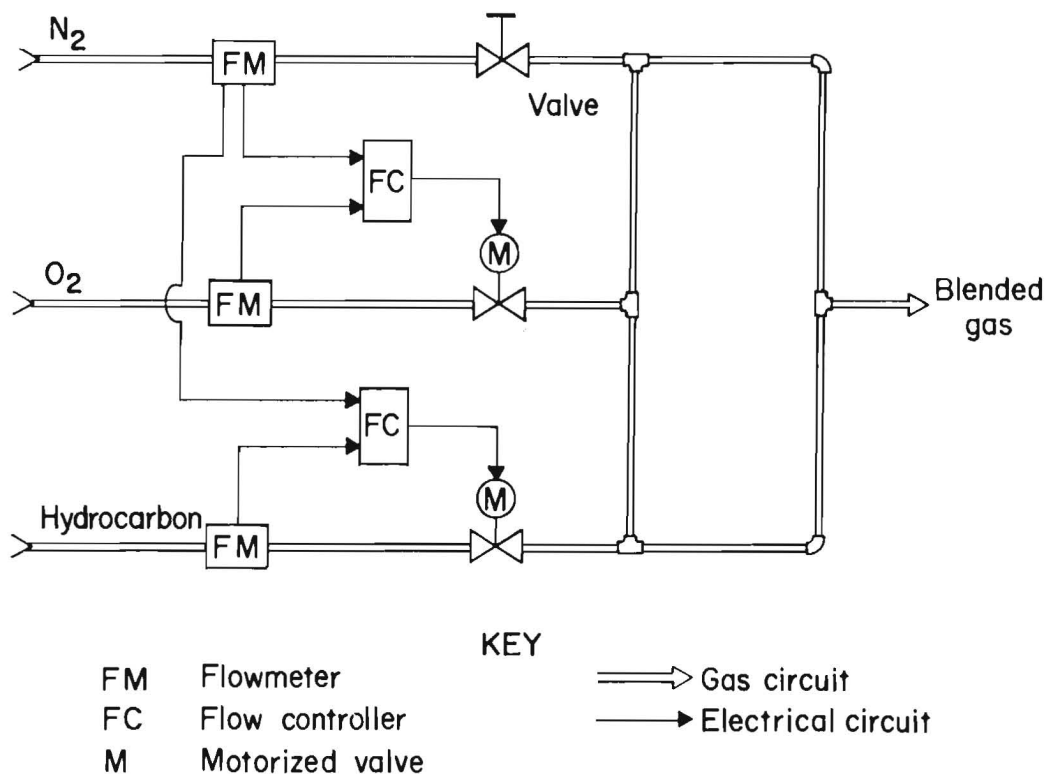 N2
FM
Valve
FC
M
O2
FM
Blended
gas
FC
M
Hydrocarbon
FM
KEY
FM Flowmeter
Gas circuit
FC Flow controller
Electrical circuit
M Motorized valve